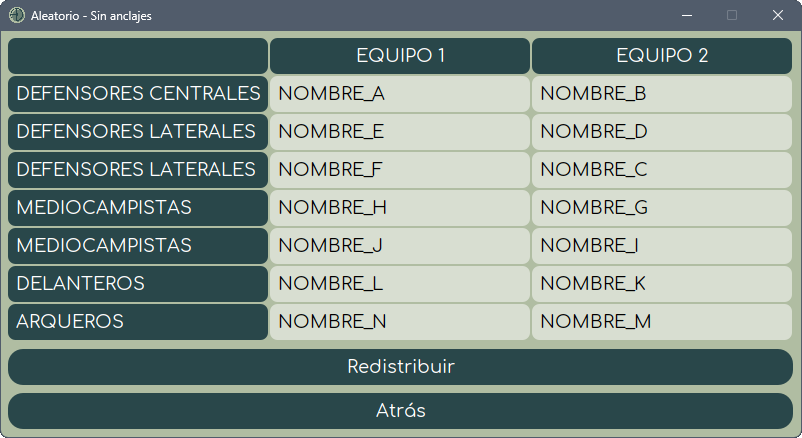 Aleatorio - Sin anclajes
EQUIPO 1 EQUIPO 2
DEFENSORES CENTRALES NOMBRE_A NOMBRE_B
DEFENSORES LATERALES NOMBRE_E NOMBRE_D
DEFENSORES LATERALES NOMBRE_F NOMBRE_C
MEDIOCAMPISTAS NOMBRE_H NOMBRE_G
MEDIOCAMPISTAS NOMBRE_J NOMBRE_I
DELANTEROS NOMBRE_L NOMBRE_K
ARQUEROS NOMBRE_N NOMBRE_M
Redistribuir
Atrás